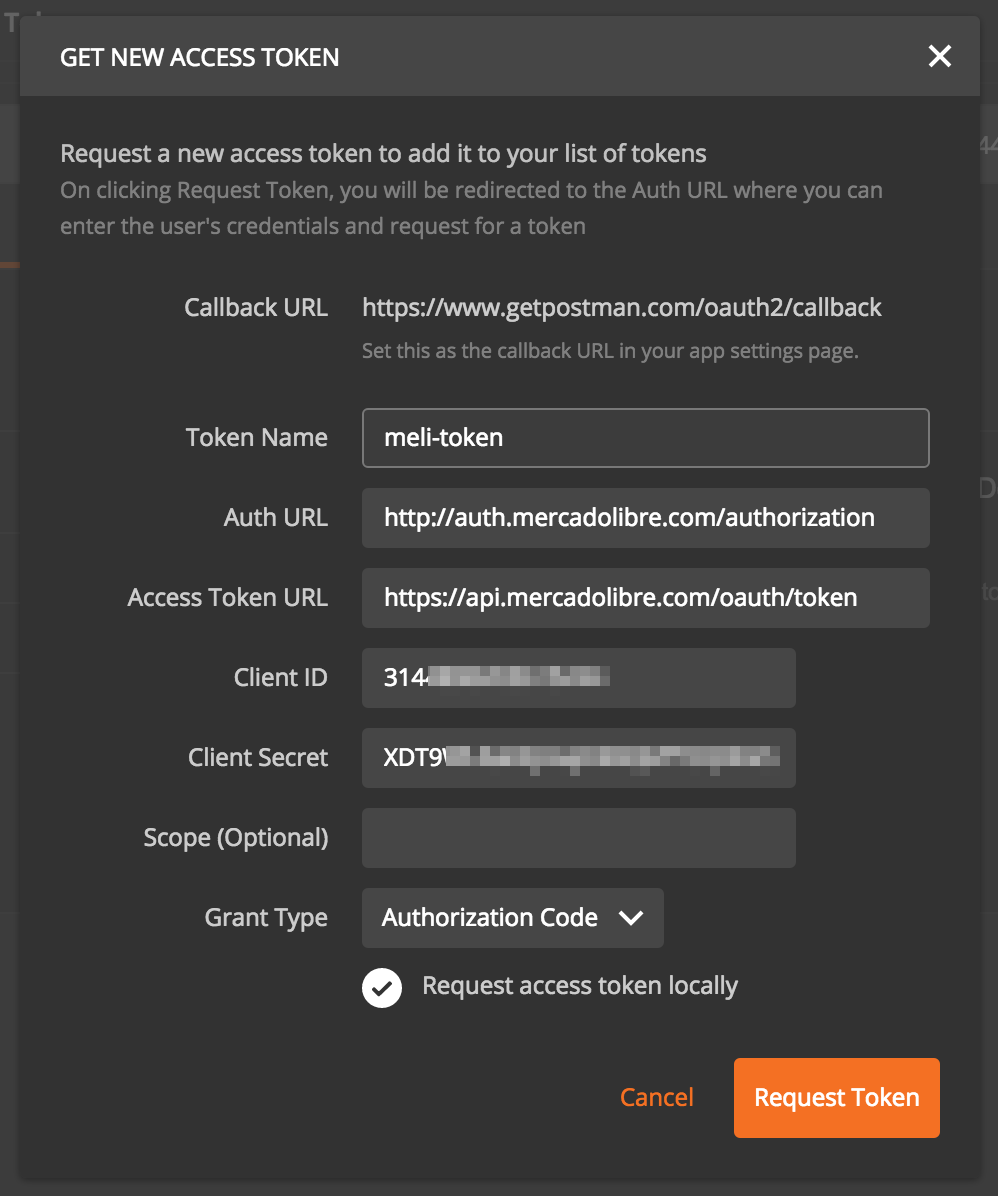 GET NEW ACCESS TOKEN
Request a new access token to add it to your list of tokens
On clicking Request Token, you will be redirected to the Auth URL where you can
enter the user's credentials and request for a token
Callback URL https://www.getpostman.com/oauth2/callback
Set this as the callback URL in your app settings page.
Token Name meli-token
Auth URL http://auth.mercadolibre.com/authorization
Access Token URL https://api.mercadolibre.com/oauth/token
Client ID 314
Client Secret XDT9
Scope (Optional)
Grant Type Authorization Code
Request access token locally
Cancel Request Token